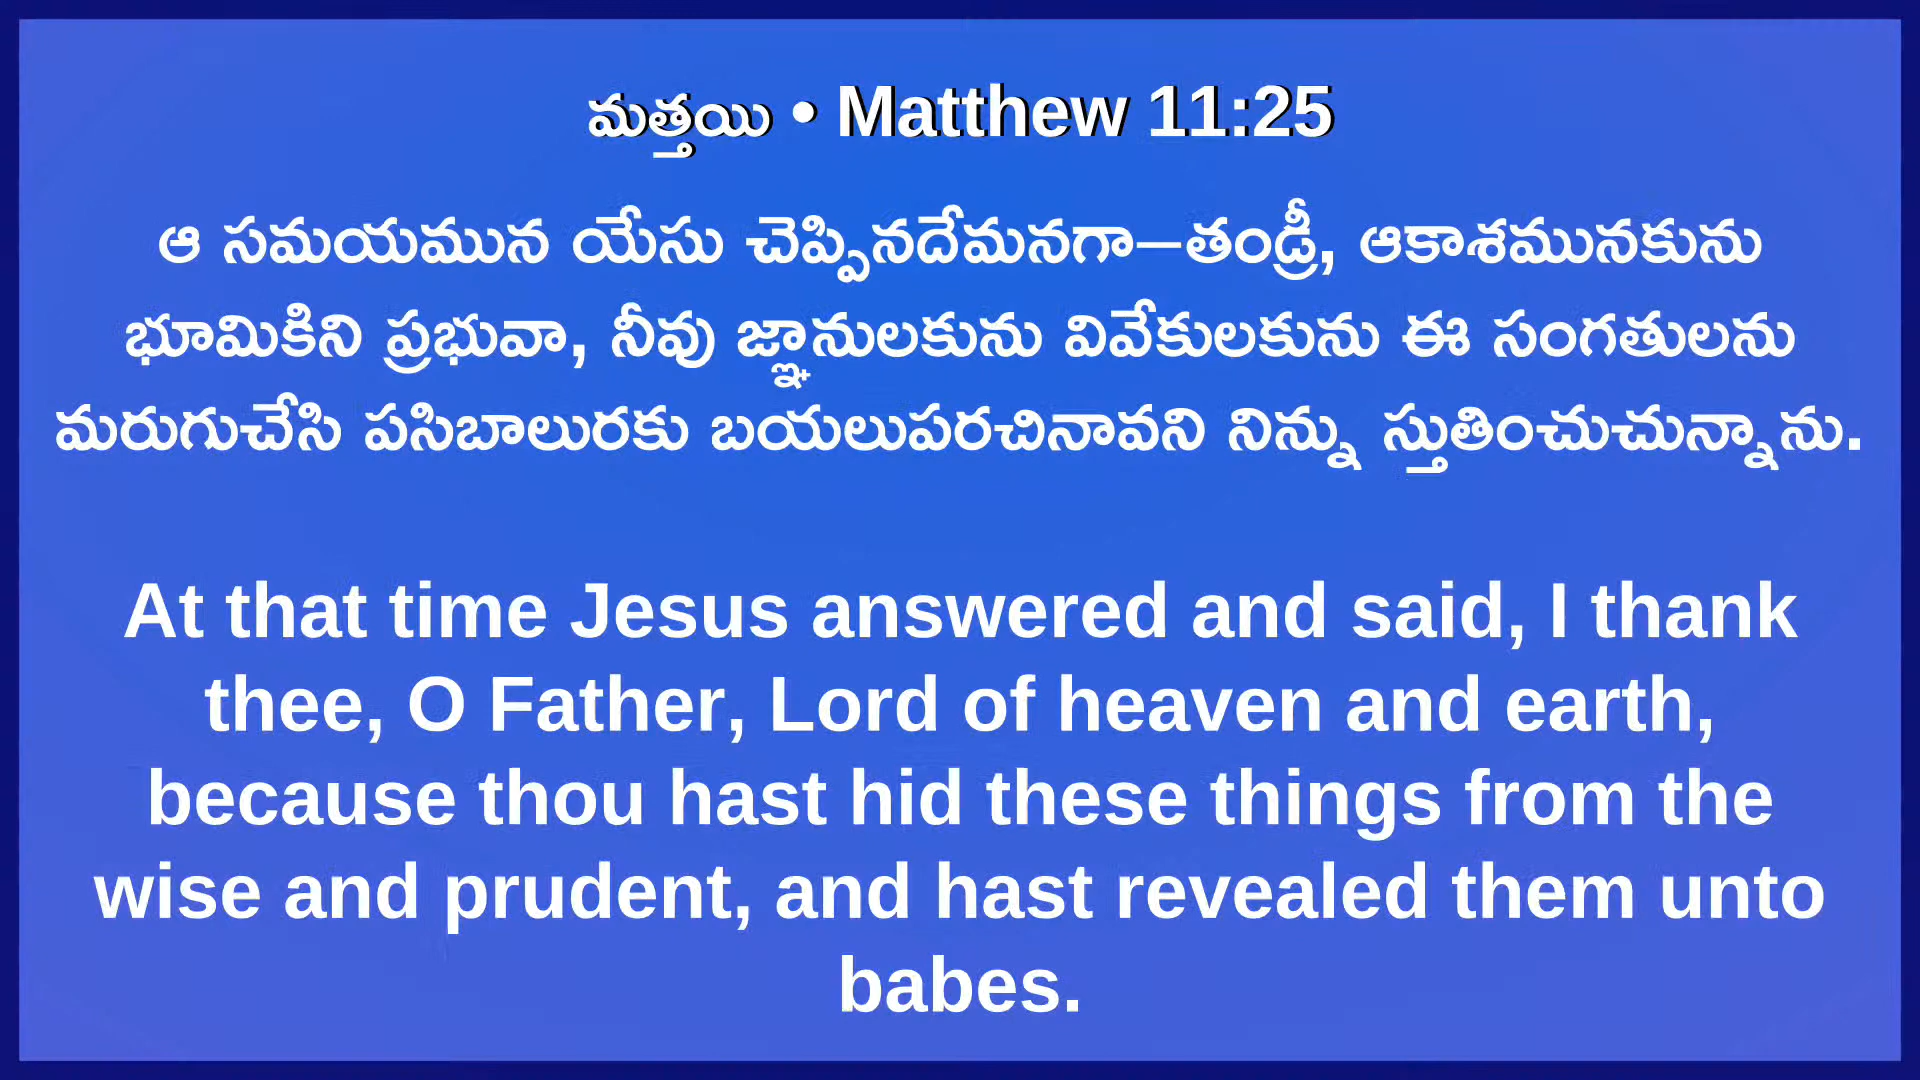 మత్తయి • Matthew 11:25
ఆ సమయమున యేసు చెప్పినదేమనగా–తండ్రీ, ఆకాశమునకును
భూమికిని ప్రభువా, నీవు జ్ఞానులకును వివేకులకును ఈ సంగతులను
మరుగుచేసి పసిబాలురకు బయలుపరచినావని నిన్ను స్తుతించుచున్నాను.
At that time Jesus answered and said, I thank
thee, O Father, Lord of heaven and earth,
because thou hast hid these things from the
wise and prudent, and hast revealed them unto
babes.